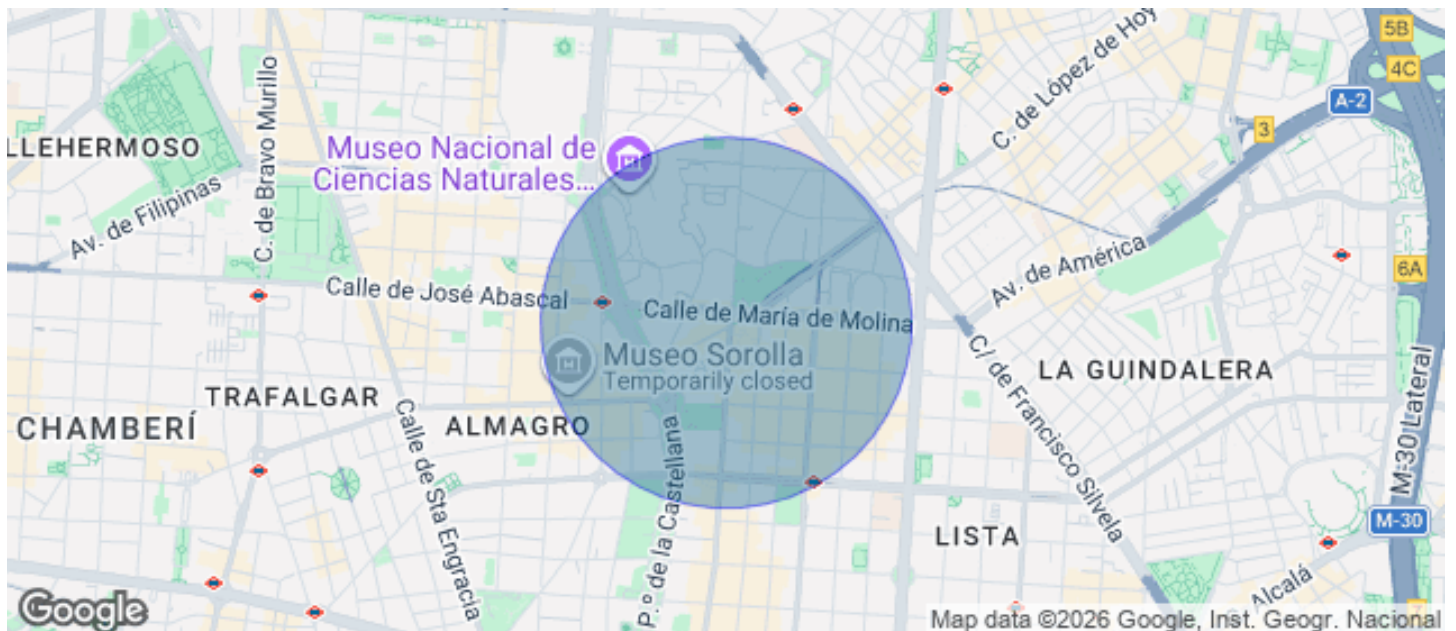 5B
4C
A-2
3
C. de López de Hoy
LLEHERMOSO
C. de Bravo Murillo
Museo Nacional de
Ciencias Naturales...
Av. de Filipinas
Av. de América
6A
Calle de José Abascal
Calle de María de Molina
Museo Sorolla
Temporarily closed
LA GUINDALERA
C/ de Francisco Silvela
M-30 Lateral
TRAFALGAR
CHAMBERÍ
ALMAGRO
Calle de Sta Engracia
P.º de la Castellana
LISTA
M-30
Alcalá
7
Google
Map data ©2026 Google, Inst. Geogr. Nacional